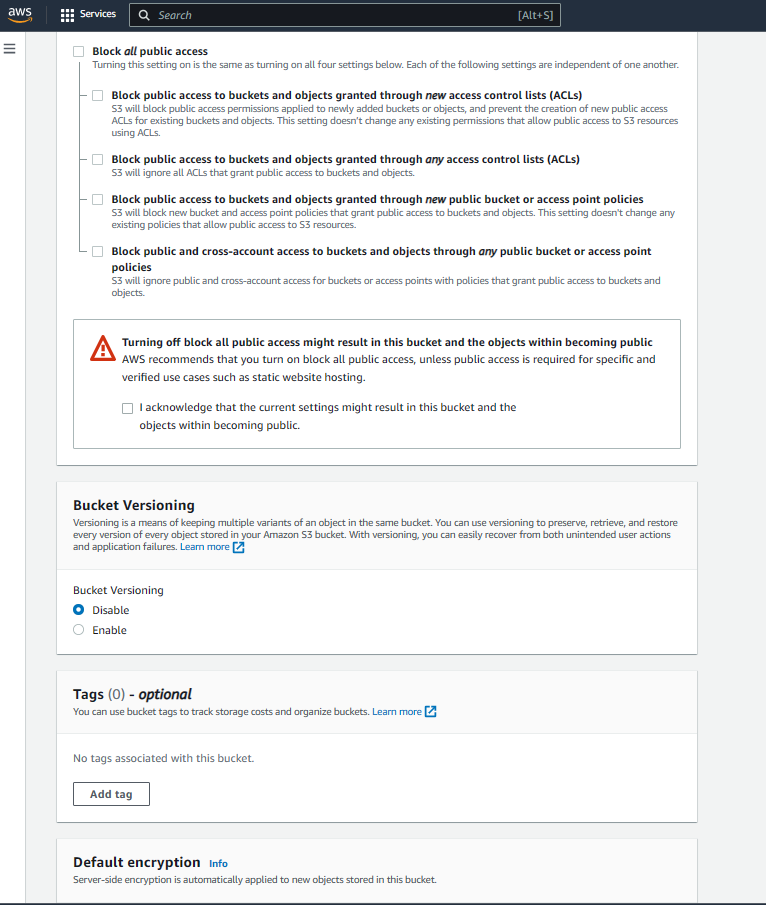 aws
Services
Search
[Alt+S]
Block all public access
Turning this setting on is the same as turning on all four settings below. Each of the following settings are independent of one another.
Block public access to buckets and objects granted through new access control lists (ACLs)
S3 will block public access permissions applied to newly added buckets or objects, and prevent the creation of new public access
ACLs for existing buckets and objects. This setting doesn't change any existing permissions that allow public access to S3 resources
using ACLs.
Block public access to buckets and objects granted through any access control lists (ACLs)
S3 will ignore all ACLs that grant public access to buckets and objects.
Block public access to buckets and objects granted through new public bucket or access point policies
S3 will block new bucket and access point policies that grant public access to buckets and objects. This setting doesn't change any
existing policies that allow public access to S3 resources.
Block public and cross-account access to buckets and objects through any public bucket or access point
policies
S3 will ignore public and cross-account access for buckets or access points with policies that grant public access to buckets and
objects.
Turning off block all public access might result in this bucket and the objects within becoming public
AWS recommends that you turn on block all public access, unless public access is required for specific and
verified use cases such as static website hosting.
I acknowledge that the current settings might result in this bucket and the
objects within becoming public.
Bucket Versioning
Versioning is a means of keeping multiple variants of an object in the same bucket. You can use versioning to preserve, retrieve, and restore
every version of every object stored in your Amazon S3 bucket. With versioning, you can easily recover from both unintended user actions
and application failures. Learn more
Bucket Versioning
Disable
Enable
Tags (0) - optional
You can use bucket tags to track storage costs and organize buckets. Learn more
No tags associated with this bucket.
Add tag
Default encryption Info
Server-side encryption is automatically applied to new objects stored in this bucket.